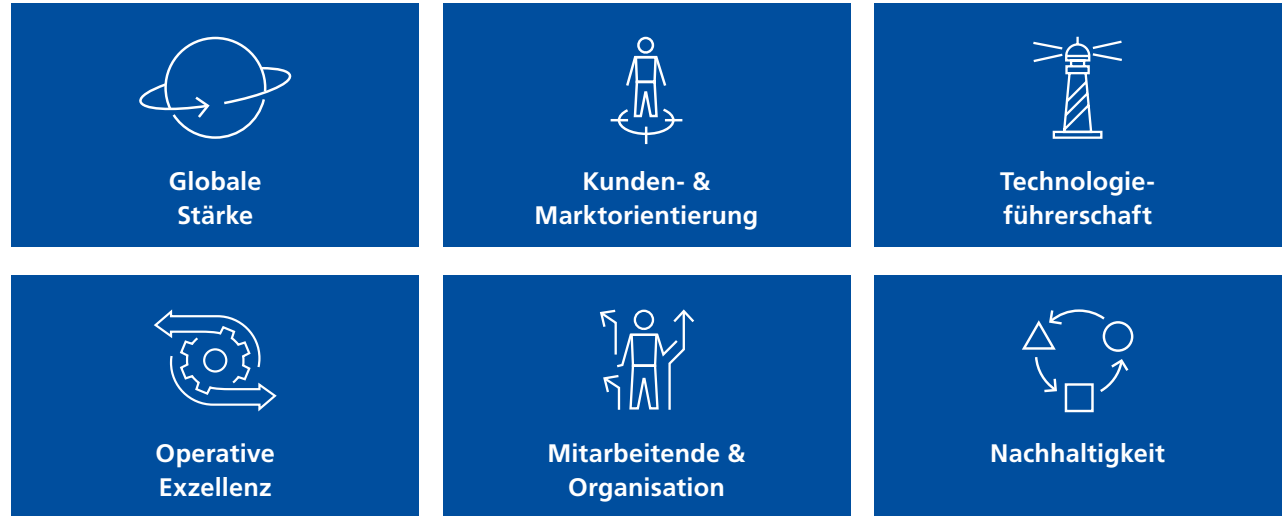 Globale
Stärke
Kunden- &
Marktorientierung
Technologie-
führerschaft
Operative
Exzellenz
Mitarbeitende &
Organisation
Nachhaltigkeit